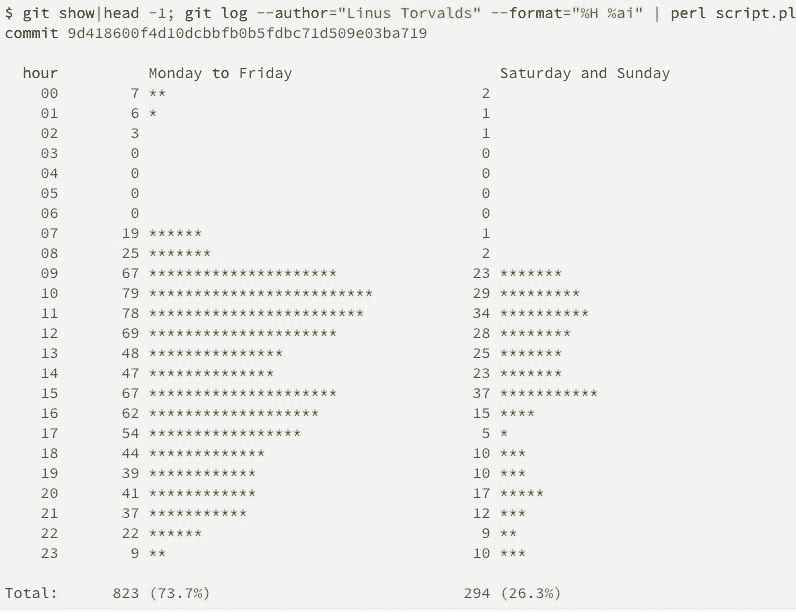 $ git show|head -1; git log --author="Linus Torvalds" --format="%H %ai" | perl script.pl
commit 9d418600f4d10dcbbfb0b5fdbc71d509e03ba719
hour Monday to Friday Saturday and Sunday
00 7 ** 2
01 6 * 1
02 3 1
03 0 0
04 0 0
05 0 0
06 0 0
07 19 ****** 1
08 25 ******* 2
09 67 ********************* 23 *******
10 79 ************************* 29 *********
11 78 ************************ 34 **********
12 69 ********************* 28 ********
13 48 *************** 25 *******
14 47 ************** 23 *******
15 67 ********************* 37 ***********
16 62 ******************* 15 ****
17 54 ***************** 5 *
18 44 ************* 10 ***
19 39 ************ 10 ***
20 41 ************ 17 *****
21 37 *********** 12 ***
22 22 ****** 9 **
23 9 ** 10 ***
Total: 823 (73.7%) 294 (26.3%)